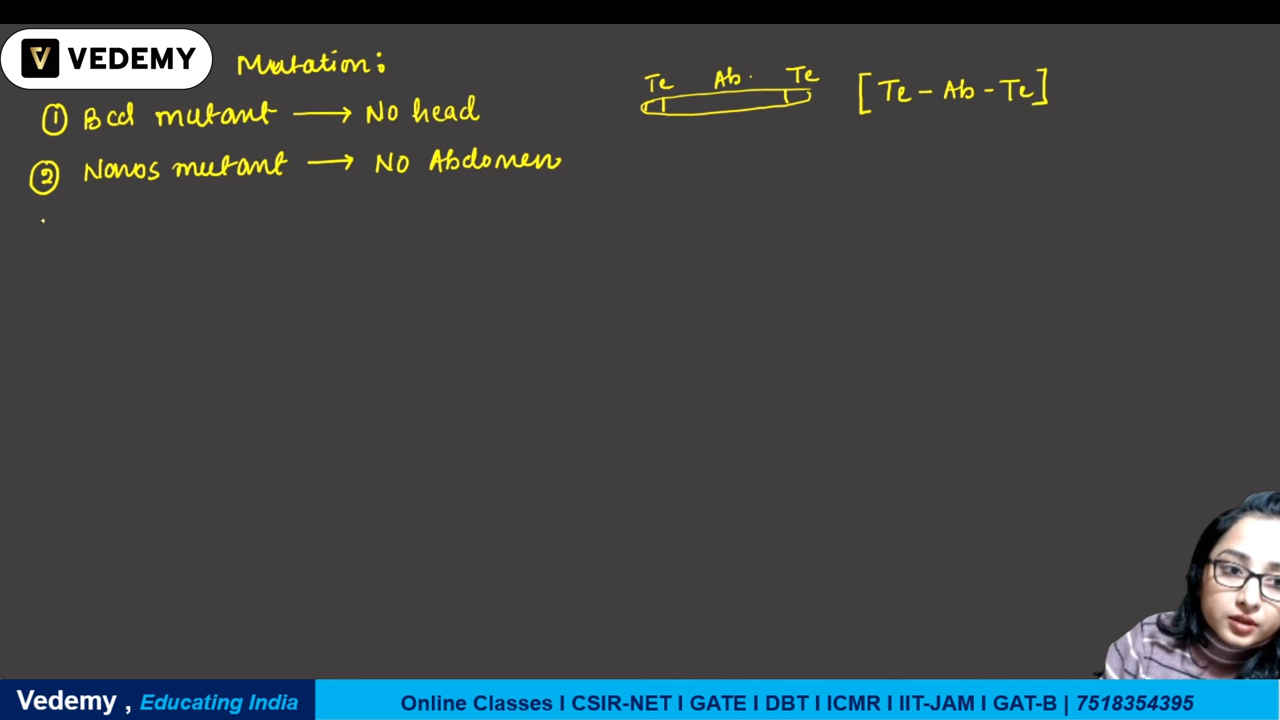 VEDEMY
Mutation:
① Bcd mutant → No head
② Nanos mutant → No Abdomen
Te Ab. Te
[Te - Ab - Te]
Vedemy , Educating India
Online Classes I CSIR-NET I GATE I DBT I ICMR I IIT-JAM I GAT-B | 7518354395